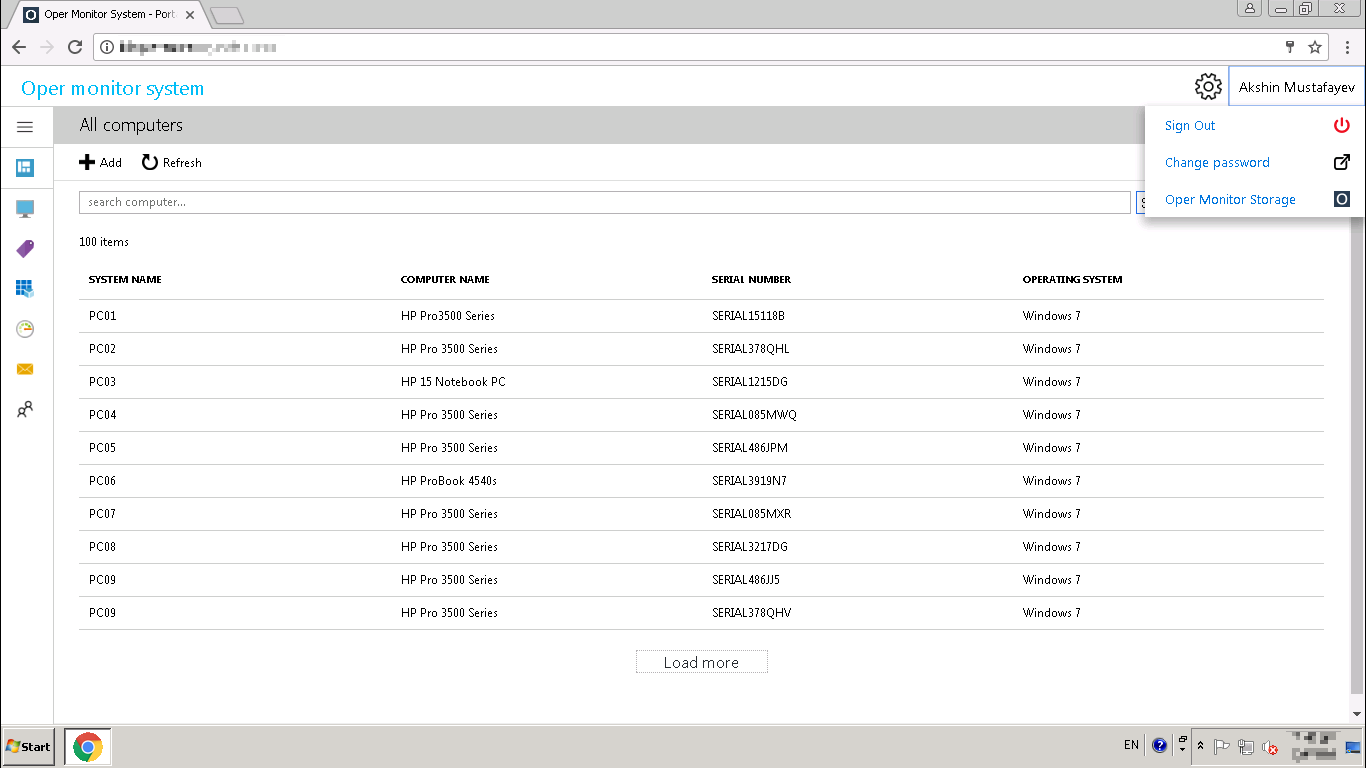 Oper Monitor System - Port
Oper monitor system
Akshin Mustafayev
Sign Out
Change password
Oper Monitor Storage
All computers
Add Refresh
search computer...
100 items
SYSTEM NAME COMPUTER NAME SERIAL NUMBER OPERATING SYSTEM
PC01 HP Pro3500 Series SERIAL15118B Windows 7
PC02 HP Pro 3500 Series SERIAL378QHL Windows 7
PC03 HP 15 Notebook PC SERIAL1215DG Windows 7
PC04 HP Pro 3500 Series SERIAL085MWQ Windows 7
PC05 HP Pro 3500 Series SERIAL486JPM Windows 7
PC06 HP ProBook 4540s SERIAL3919N7 Windows 7
PC07 HP Pro 3500 Series SERIAL085MXR Windows 7
PC08 HP Pro 3500 Series SERIAL3217DG Windows 7
PC09 HP Pro 3500 Series SERIAL486JJ5 Windows 7
PC09 HP Pro 3500 Series SERIAL378QHV Windows 7
Load more
Start EN